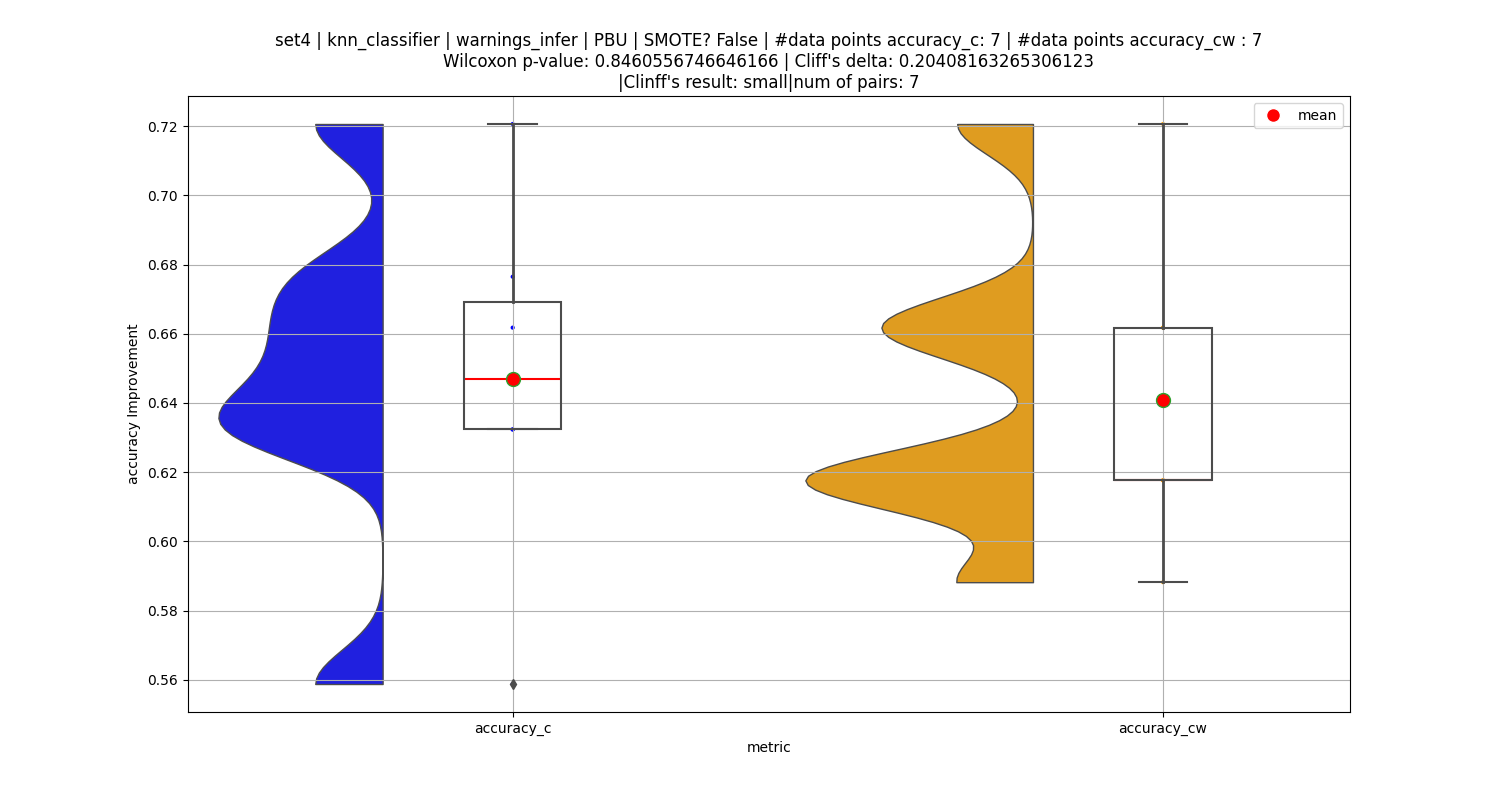 set4 | knn_classifier | warnings_infer | PBU | SMOTE? False | #data points accuracy_c: 7 | #data points accuracy_cw : 7
Wilcoxon p-value: 0.8460556746646166 | Cliff's delta: 0.20408163265306123
|Clinff's result: small|num of pairs: 7
mean
0.72
0.70
0.68
0.66
0.64
0.62
0.60
0.58
0.56
accuracy Improvement
accuracy_c
accuracy_cw
metric